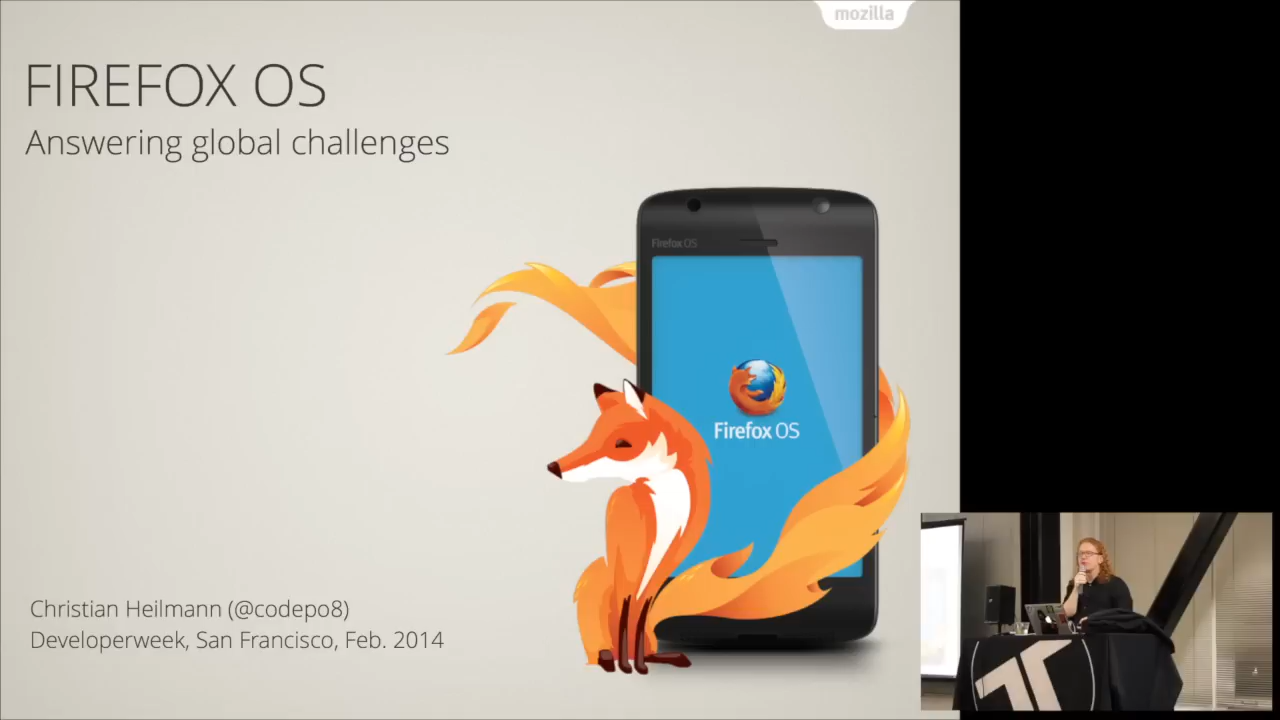 mozilla
FIREFOX OS
Answering global challenges
Firefox OS
Firefox OS
Christian Heilmann (@codepo8)
Developerweek, San Francisco, Feb. 2014